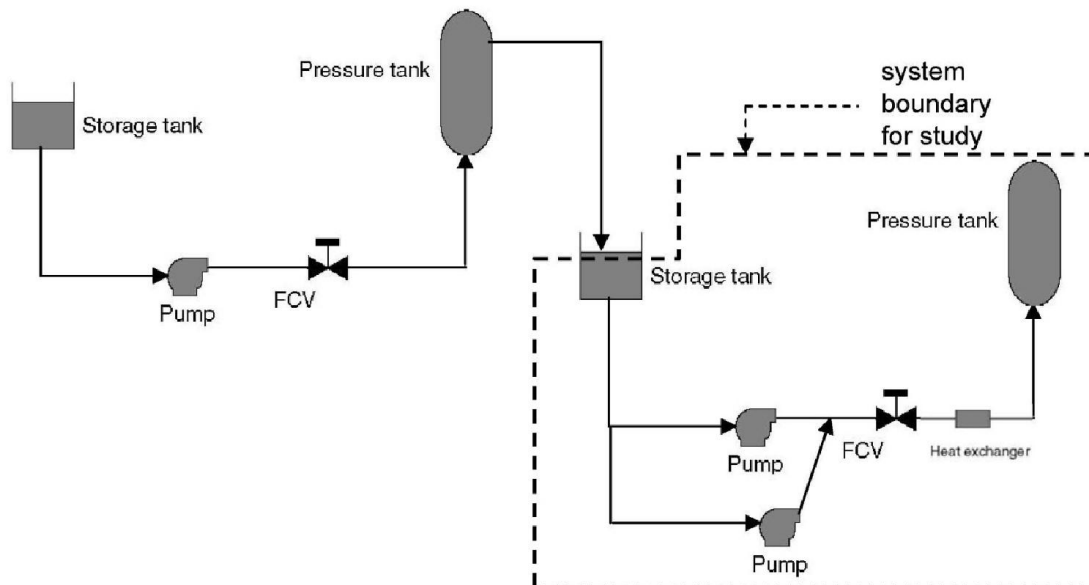 Pressure tank
Storage tank
Pump
FCV
system
boundary
for study
Pressure tank
Storage tank
Pump
FCV
Heat exchanger
Pump